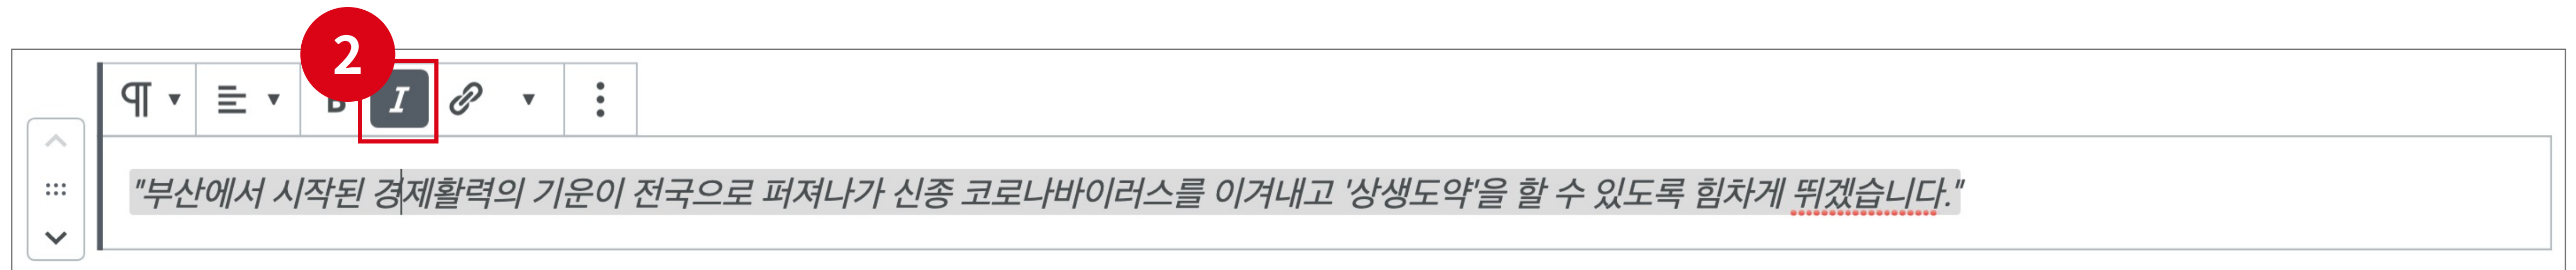 2
B I
"부산에서 시작된 경제활력의 기운이 전국으로 퍼져나가 신종 코로나바이러스를 이겨내고 '상생도약'을 할 수 있도록 힘차게 뛰겠습니다."